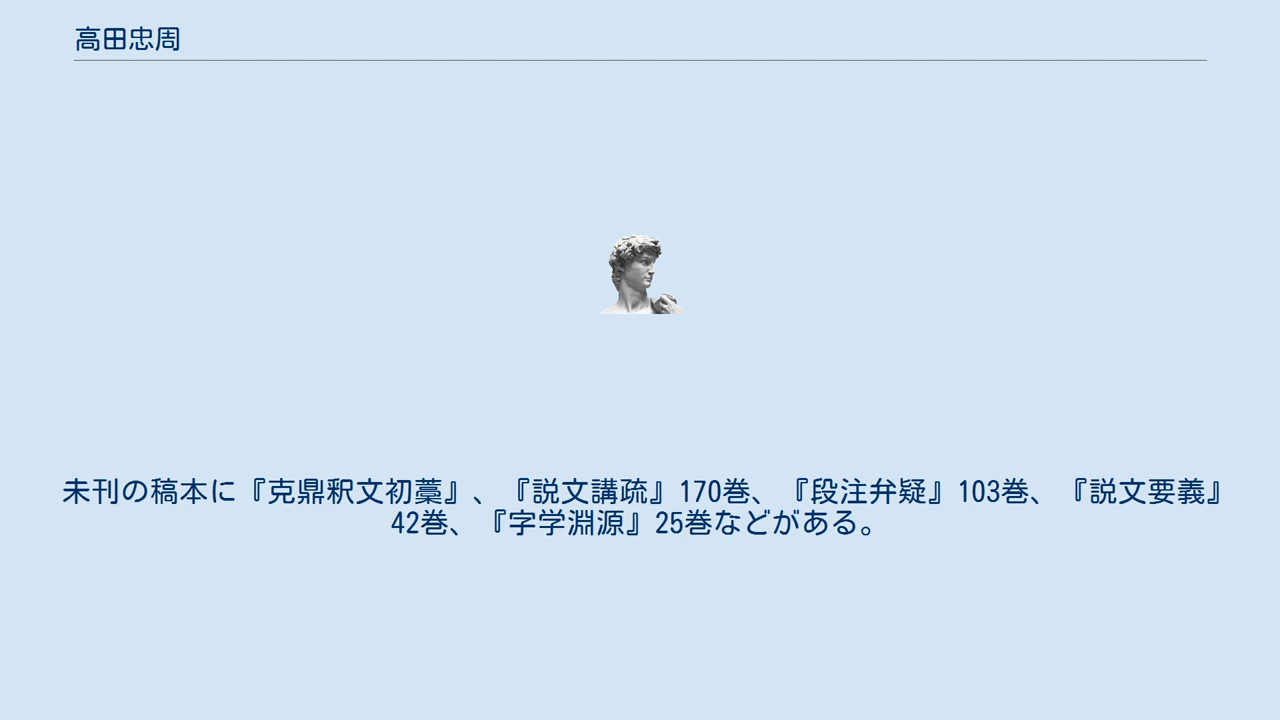 高田忠周
未刊の稿本に『克鼎釈文初藁』、『説文講疏』170巻、『段注弁疑』103巻、『説文要義』
42巻、『字学淵源』25巻などがある。